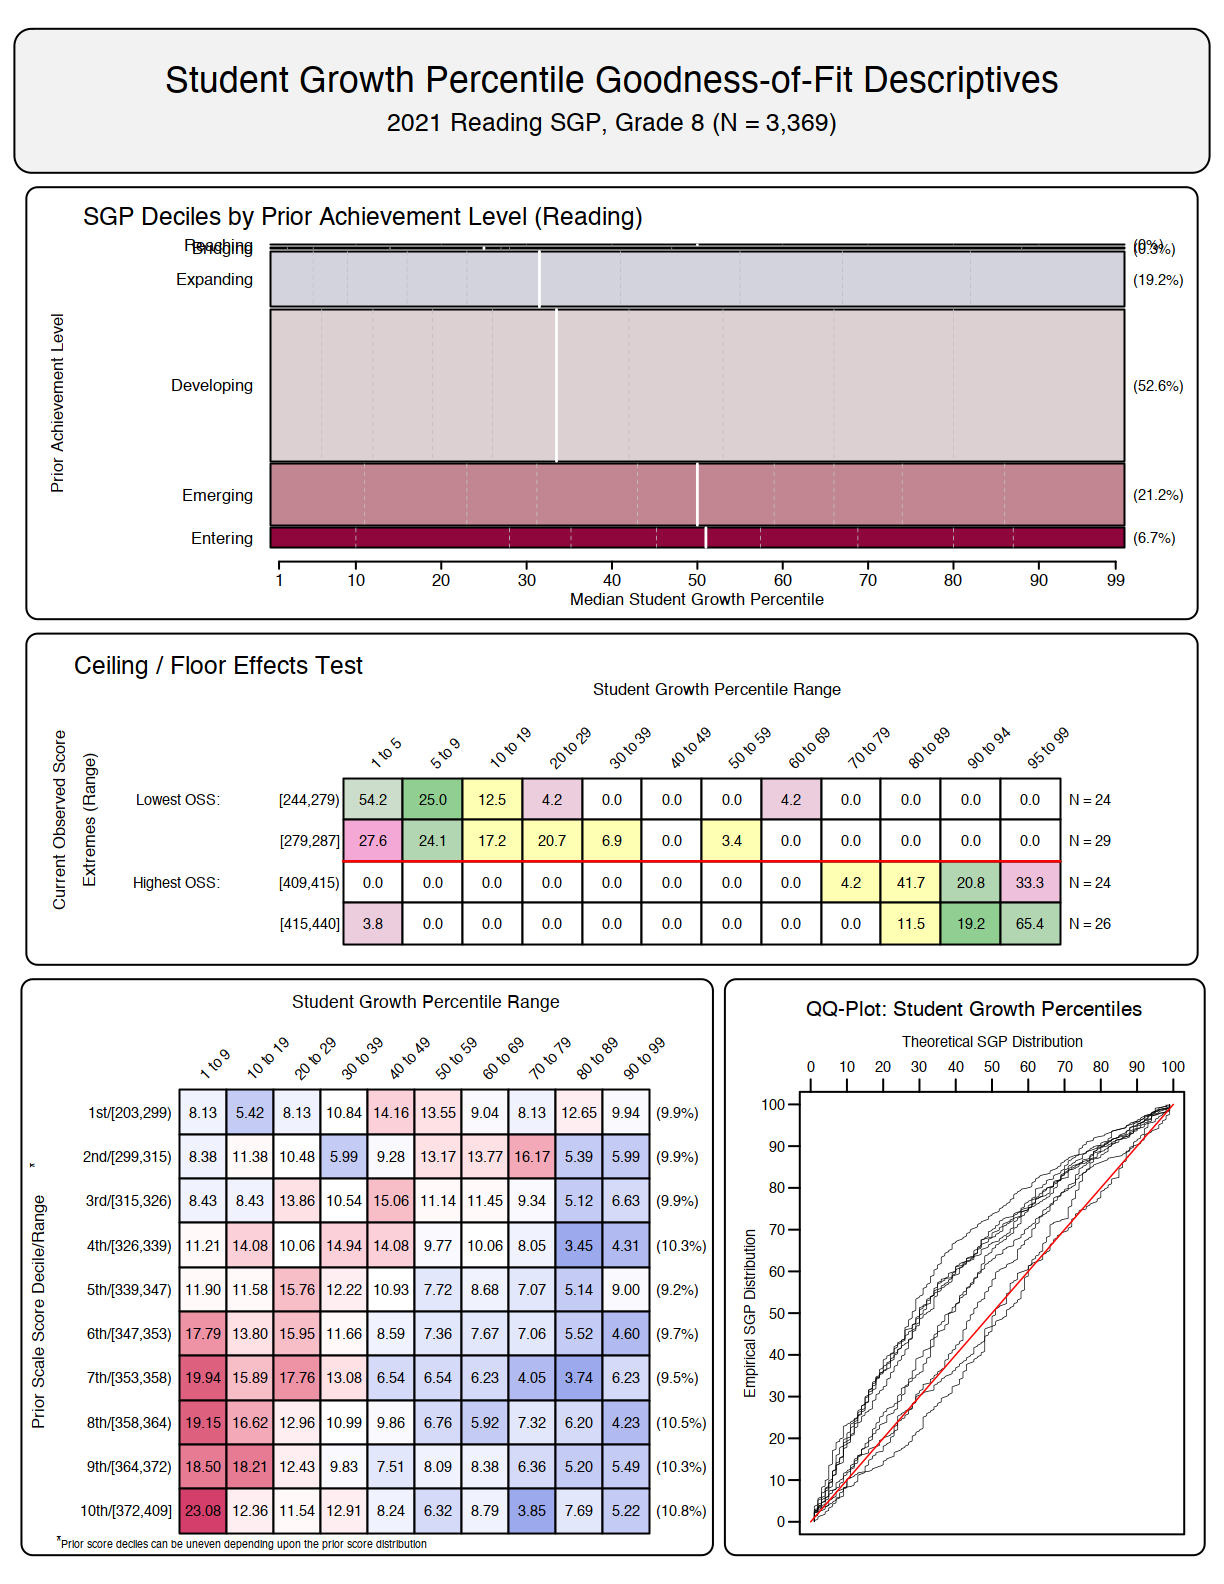 Student Growth Percentile Goodness-of-Fit Descriptives
2021 Reading SGP, Grade 8 (N = 3,369)
SGP Deciles by Prior Achievement Level (Reading)
Prior Achievement Level
Reaching (0%)
Bridging (0.3%)
Expanding (19.2%)
Developing (52.6%)
Emerging (21.2%)
Entering (6.7%)
1 10 20 30 40 50 60 70 80 90 99
Median Student Growth Percentile
Ceiling / Floor Effects Test
Student Growth Percentile Range
Current Observed Score
Extremes (Range)
1 to 5 5 to 9 10 to 19 20 to 29 30 to 39 40 to 49 50 to 59 60 to 69 70 to 79 80 to 89 90 to 94 95 to 99
Lowest OSS: [244,279) 54.2 25.0 12.5 4.2 0.0 0.0 0.0 4.2 0.0 0.0 0.0 0.0 N = 24
[279,287] 27.6 24.1 17.2 20.7 6.9 0.0 3.4 0.0 0.0 0.0 0.0 0.0 N = 29
Highest OSS: [409,415) 0.0 0.0 0.0 0.0 0.0 0.0 0.0 0.0 4.2 41.7 20.8 33.3 N = 24
[415,440] 3.8 0.0 0.0 0.0 0.0 0.0 0.0 0.0 0.0 11.5 19.2 65.4 N = 26
Student Growth Percentile Range
Prior Scale Score Decile/Range *
1 to 9 10 to 19 20 to 29 30 to 39 40 to 49 50 to 59 60 to 69 70 to 79 80 to 89 90 to 99
1st/[203,299) 8.13 5.42 8.13 10.84 14.16 13.55 9.04 8.13 12.65 9.94 (9.9%)
2nd/[299,315) 8.38 11.38 10.48 5.99 9.28 13.17 13.77 16.17 5.39 5.99 (9.9%)
3rd/[315,326) 8.43 8.43 13.86 10.54 15.06 11.14 11.45 9.34 5.12 6.63 (9.9%)
4th/[326,339) 11.21 14.08 10.06 14.94 14.08 9.77 10.06 8.05 3.45 4.31 (10.3%)
5th/[339,347) 11.90 11.58 15.76 12.22 10.93 7.72 8.68 7.07 5.14 9.00 (9.2%)
6th/[347,353) 17.79 13.80 15.95 11.66 8.59 7.36 7.67 7.06 5.52 4.60 (9.7%)
7th/[353,358) 19.94 15.89 17.76 13.08 6.54 6.54 6.23 4.05 3.74 6.23 (9.5%)
8th/[358,364) 19.15 16.62 12.96 10.99 9.86 6.76 5.92 7.32 6.20 4.23 (10.5%)
9th/[364,372) 18.50 18.21 12.43 9.83 7.51 8.09 8.38 6.36 5.20 5.49 (10.3%)
10th/[372,409] 23.08 12.36 11.54 12.91 8.24 6.32 8.79 3.85 7.69 5.22 (10.8%)
*Prior score deciles can be uneven depending upon the prior score distribution
QQ-Plot: Student Growth Percentiles
Theoretical SGP Distribution
0 10 20 30 40 50 60 70 80 90 100
Empirical SGP Distribution
100
90
80
70
60
50
40
30
20
10
0